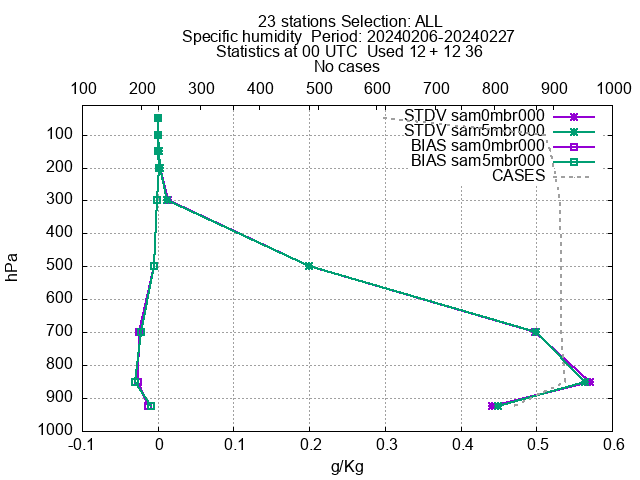 23 stations Selection: ALL
Specific humidity  Period: 20240206-20240227
Statistics at 00 UTC  Used 12 + 12 36
No cases
100 200 300 400 500 600 700 800 900 1000
STDV sam0mbr000
STDV sam5mbr000
BIAS sam0mbr000
BIAS sam5mbr000
CASES
100
200
300
400
500
600
700
800
900
1000
hPa
-0.1 0 0.1 0.2 0.3 0.4 0.5 0.6
g/Kg